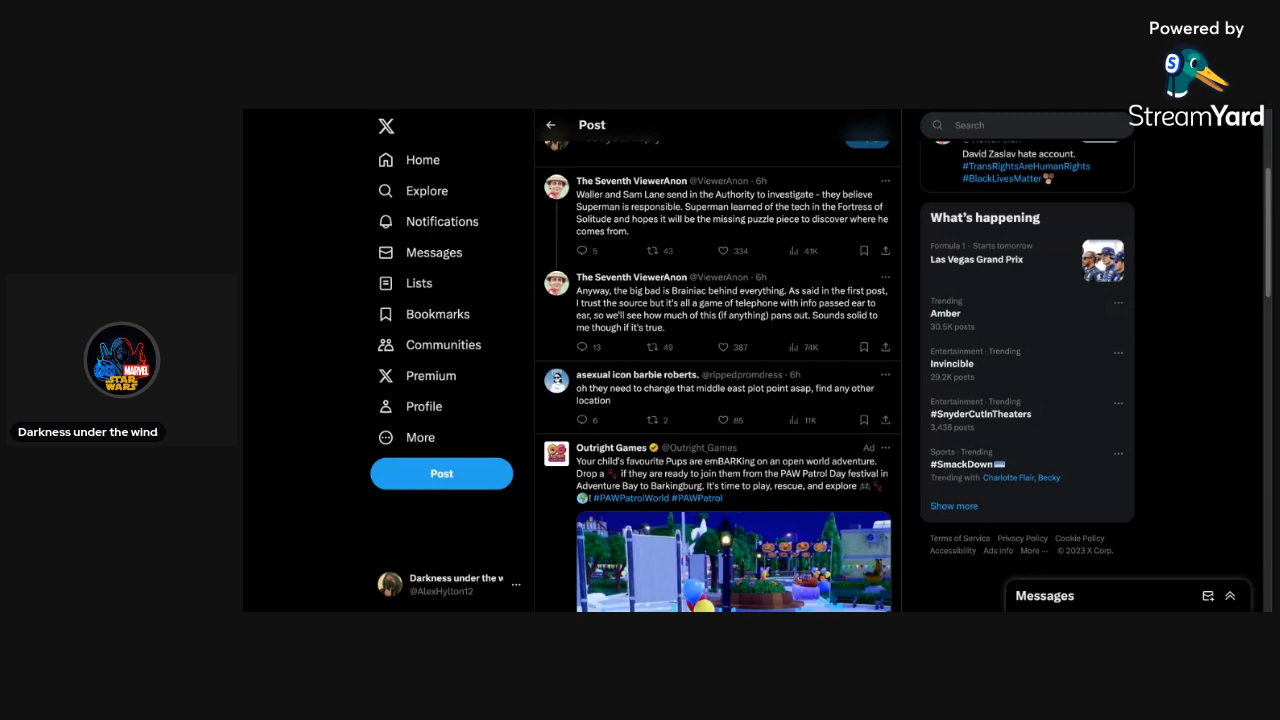 Powered by
StreamYard
DC
MARVEL
STAR
WARS
Darkness under the wind
Home
Explore
Notifications
Messages
Lists
Bookmarks
Communities
Premium
Profile
More
Post
Darkness under the w
@AlexHylton12
Post
The Seventh ViewerAnon @ViewerAnon · 6h
Waller and Sam Lane send in the Authority to investigate - they believe
Superman is responsible. Superman learned of the tech in the Fortress of
Solitude and hopes it will be the missing puzzle piece to discover where he
comes from.
5 43 334 41K
The Seventh ViewerAnon @ViewerAnon · 6h
Anyway, the big bad is Brainiac behind everything. As said in the first post,
I trust the source but it's all a game of telephone with info passed ear to
ear, so we'll see how much of this (if anything) pans out. Sounds solid to
me though if it's true.
13 49 387 74K
asexual icon barbie roberts. @rippedpromdress · 6h
oh they need to change that middle east plot point asap, find any other
location
6 2 85 11K
Outright Games @Outright_Games Ad
Your child's favourite Pups are emBARKing on an open world adventure.
Drop a 🐾 if they are ready to join them from the PAW Patrol Day festival in
Adventure Bay to Barkingburg. It's time to play, rescue, and explore 🎮🐾
🌍! #PAWPatrolWorld #PAWPatrol
Search
David Zaslav hate account.
#TransRightsAreHumanRights
#BlackLivesMatter
What's happening
Formula 1 · Starts tomorrow
Las Vegas Grand Prix
Trending
Amber
30.5K posts
Entertainment · Trending
Invincible
29.2K posts
Entertainment · Trending
#SnyderCutInTheaters
3,436 posts
Sports · Trending
#SmackDown
Trending with Charlotte Flair, Becky
Show more
Terms of Service Privacy Policy Cookie Policy
Accessibility Ads info More ··· © 2023 X Corp.
Messages